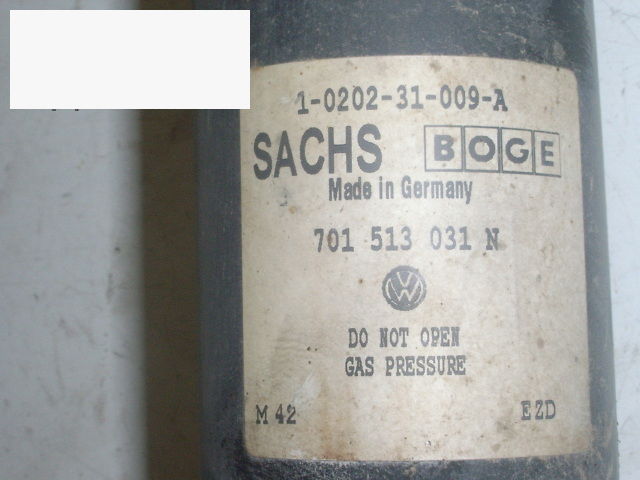 1-0202-31-009-A
SACHS BOGE
Made in Germany
701 513 031 N
VW
DO NOT OPEN
GAS PRESSURE
M 42 EZD